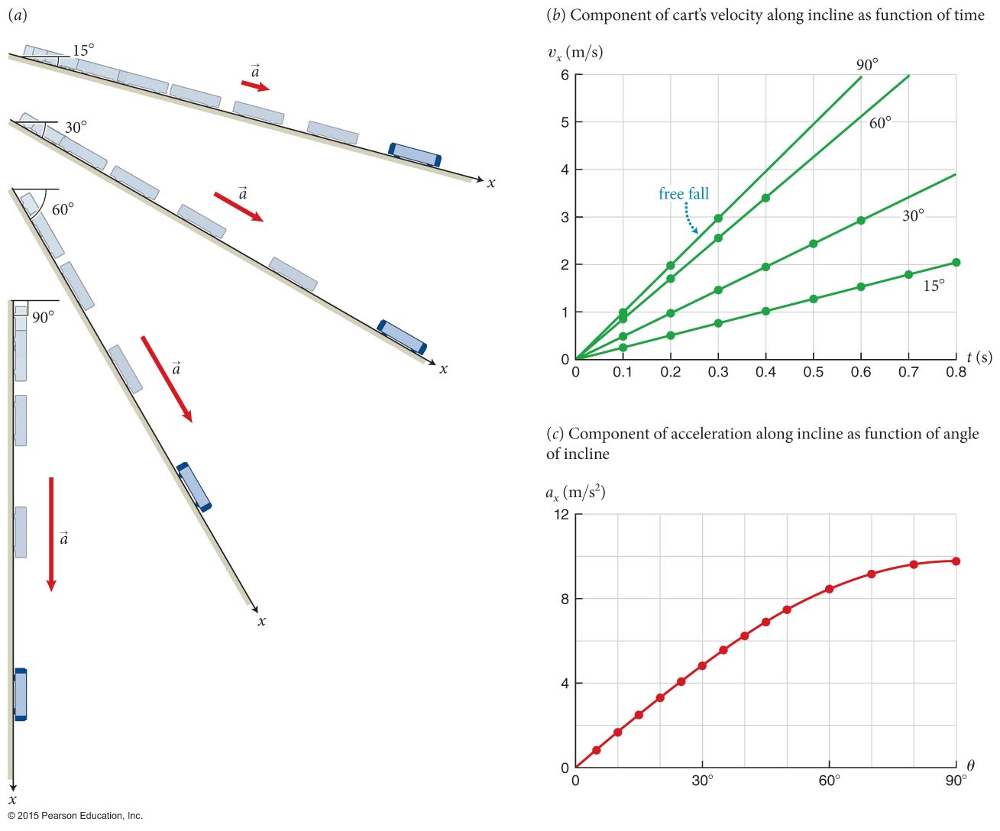 (a)
15°
a
x
30°
a
x
60°
a
x
90°
a
x
© 2015 Pearson Education, Inc.
(b) Component of cart's velocity along incline as function of time
vx (m/s)
90°
6
60°
5
4
free fall
3
30°
2
15°
1
0
t (s)
0 0.1 0.2 0.3 0.4 0.5 0.6 0.7 0.8
(c) Component of acceleration along incline as function of angle
of incline
ax (m/s²)
12
8
4
0
θ
0 30° 60° 90°